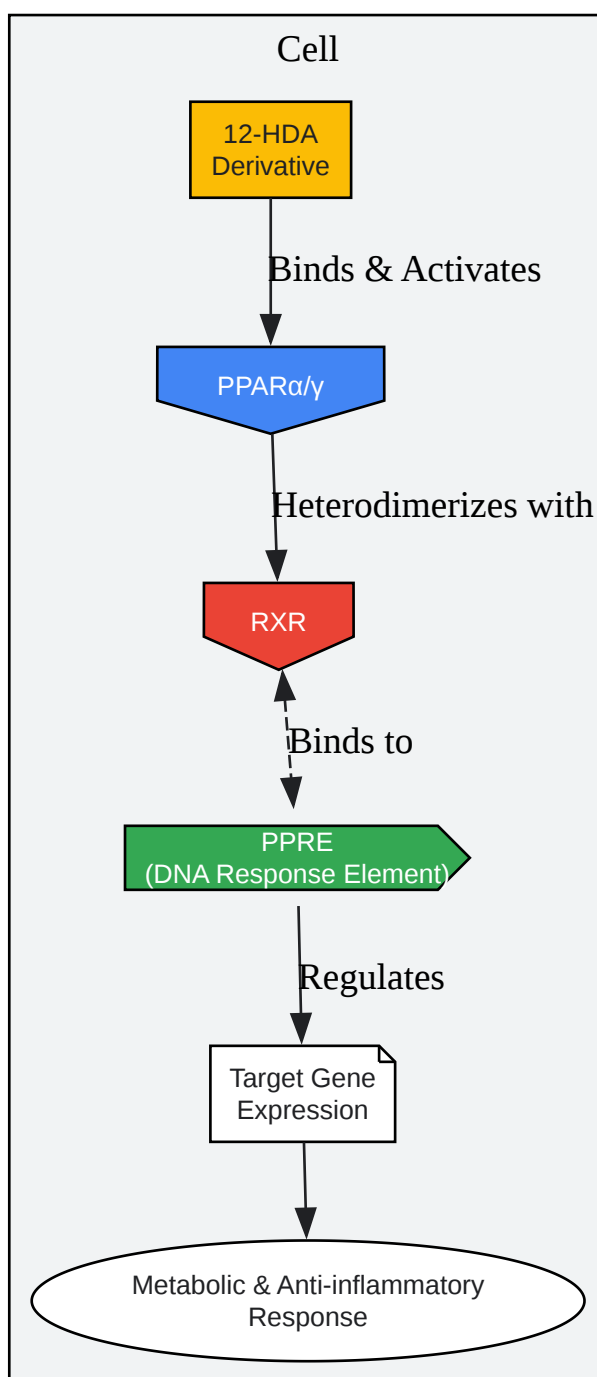 Cell
12-HDA
Derivative
Binds & Activates
PPARα/γ
Heterodimerizes with
RXR
Binds to
PPRE
(DNA Response Element)
Regulates
Target Gene
Expression
Metabolic & Anti-inflammatory
Response